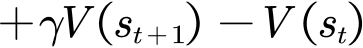 +γV(s_{t+1}) − V(s_t)